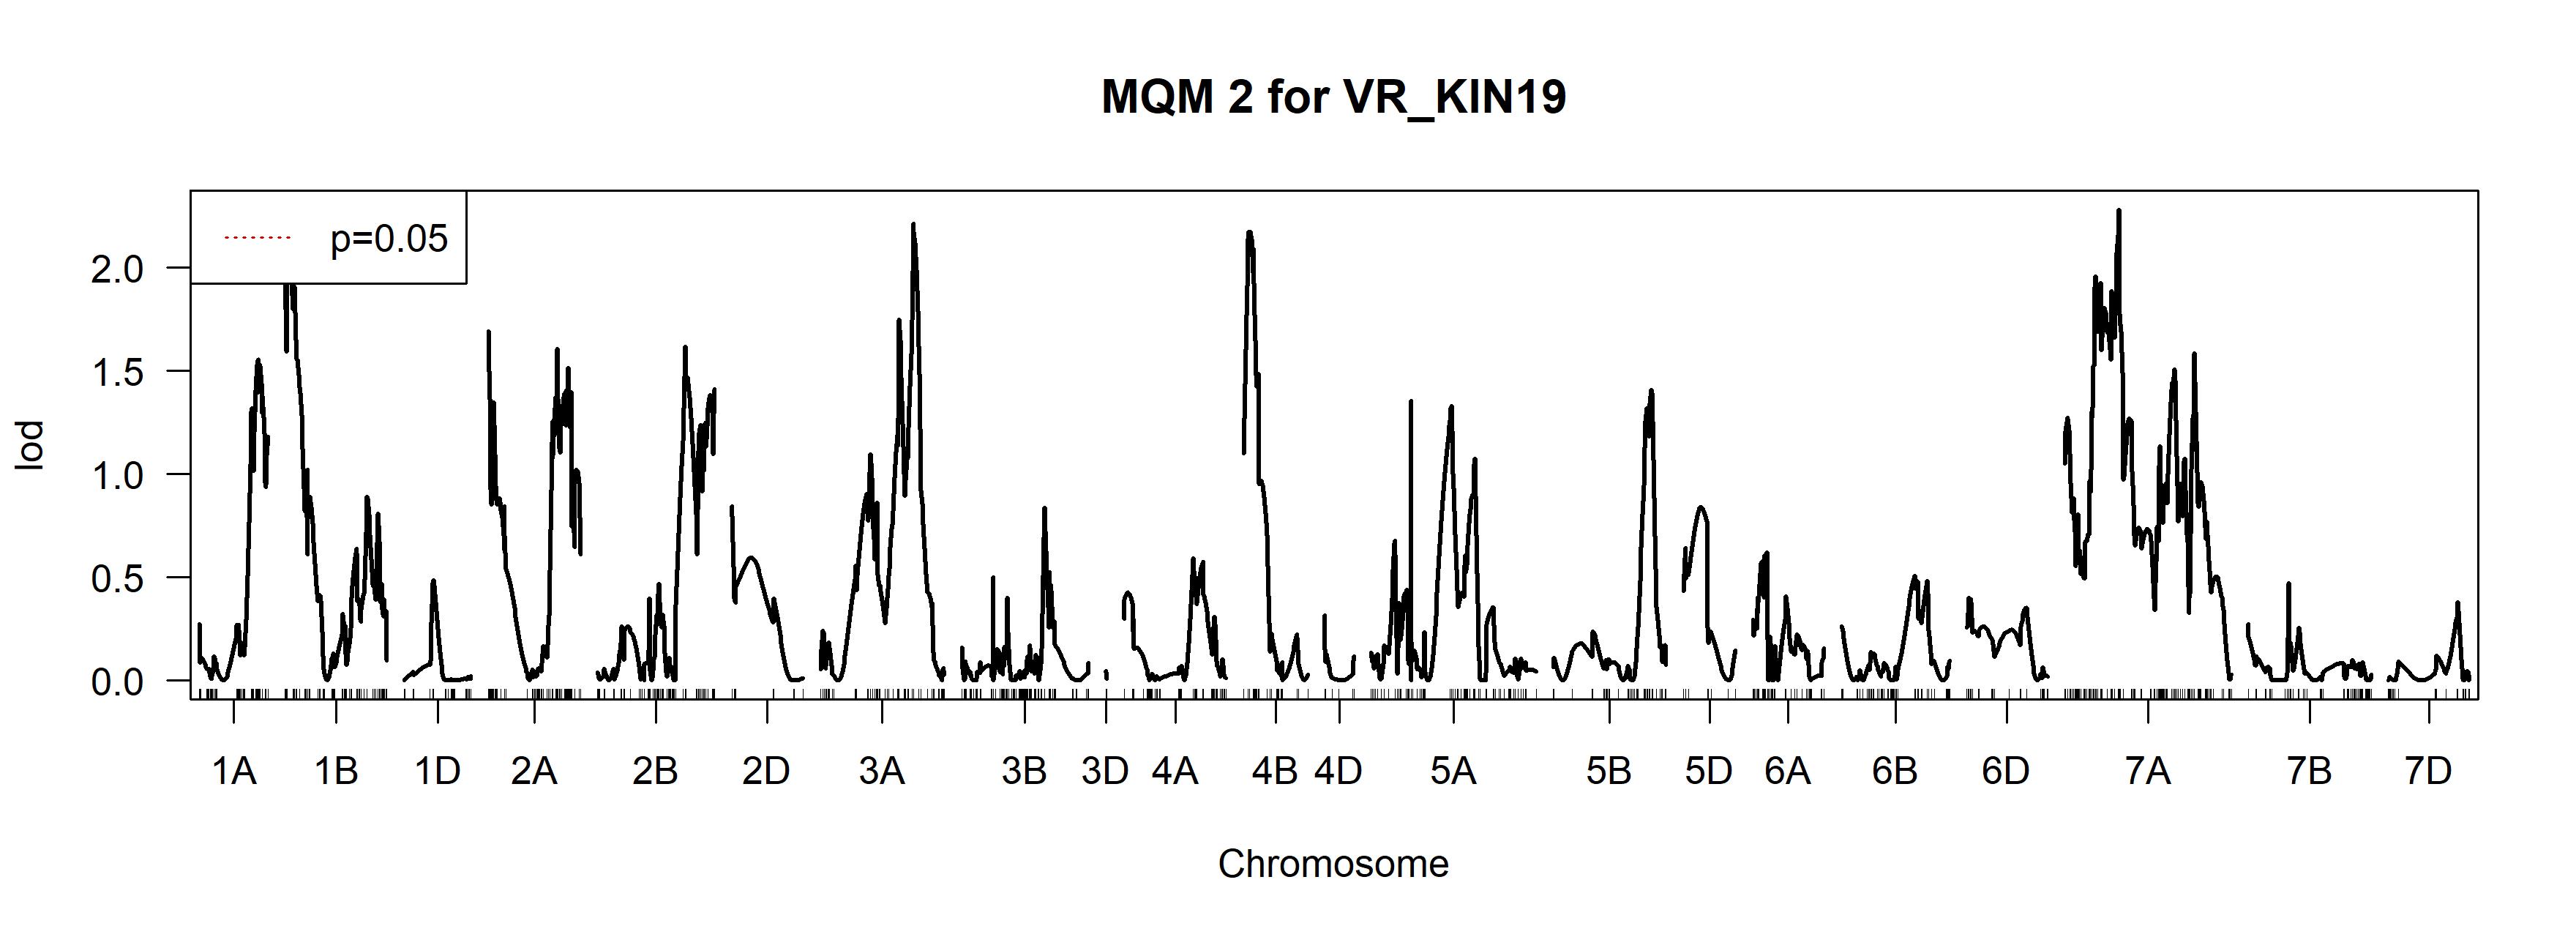 MQM 2 for VR_KIN19
p=0.05
lod
2.0
1.5
1.0
0.5
0.0
1A 1B 1D 2A 2B 2D 3A 3B 3D 4A 4B 4D 5A 5B 5D 6A 6B 6D 7A 7B 7D
Chromosome